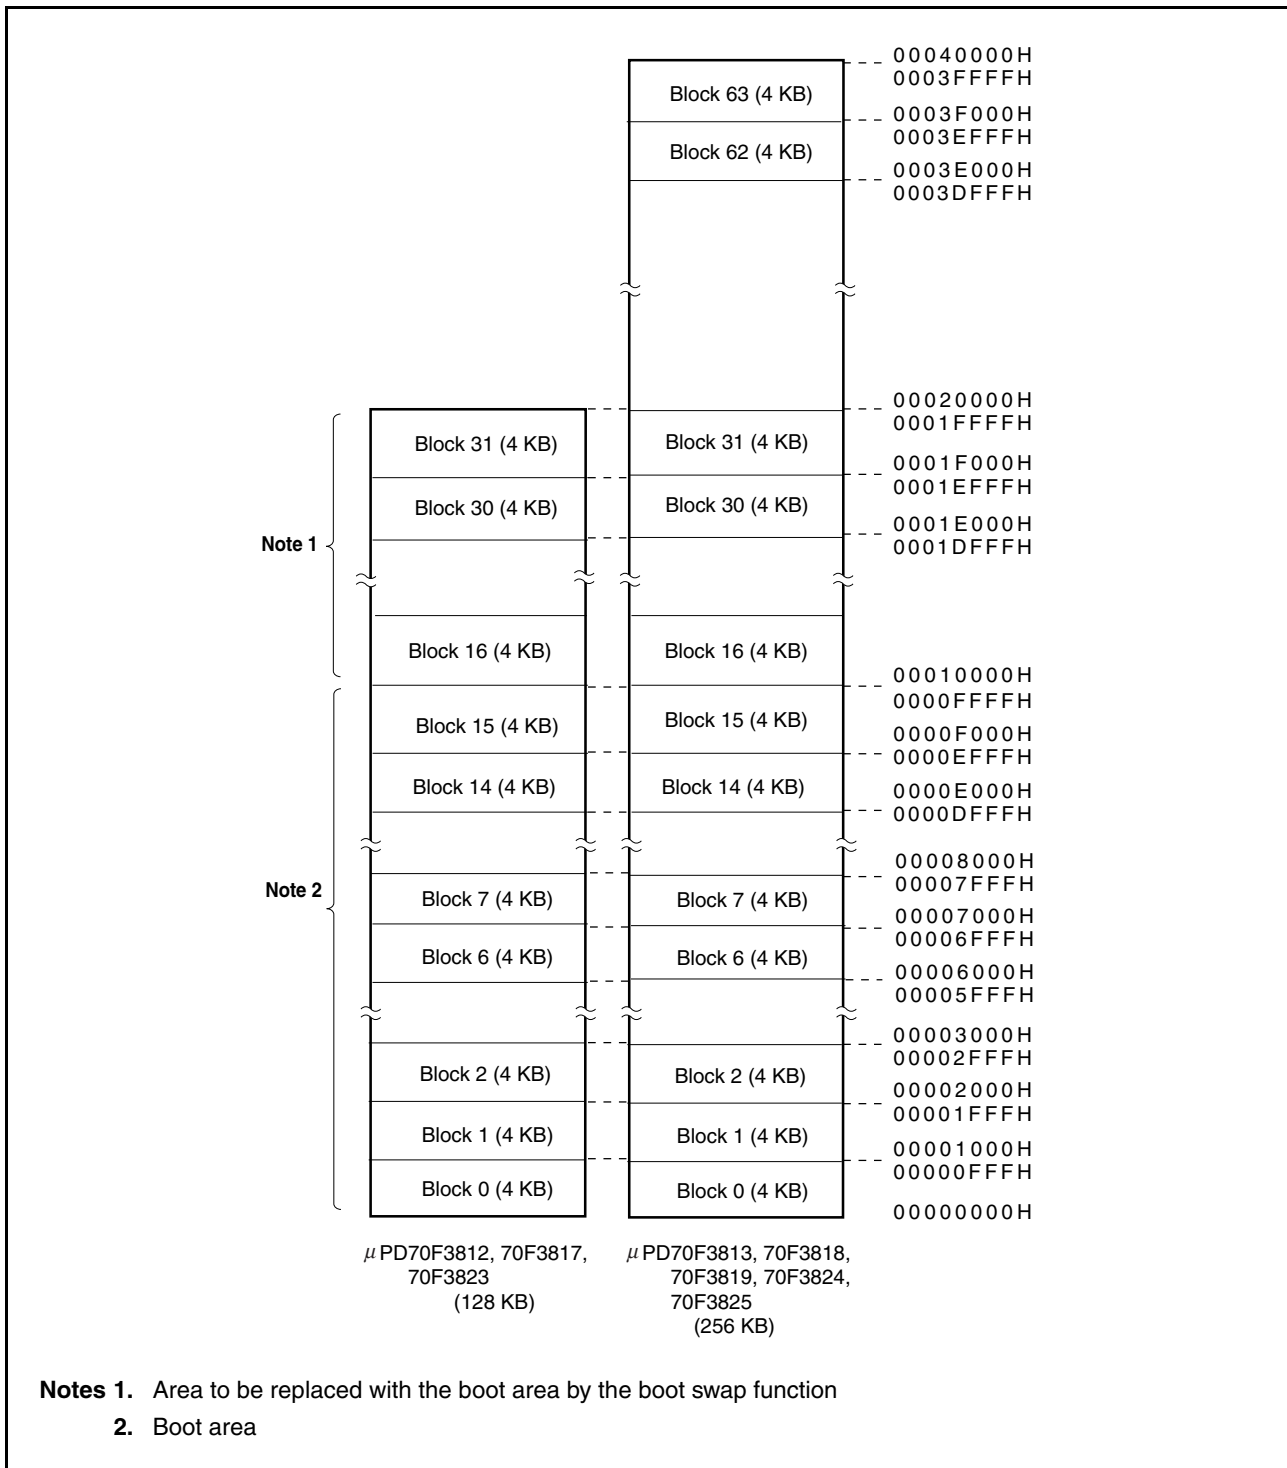 00040000H
0003FFFFH
Block 63 (4 KB)
0003F000H
0003EFFFH
Block 62 (4 KB)
0003E000H
0003DFFFH
00020000H
0001FFFFH
Block 31 (4 KB) Block 31 (4 KB)
0001F000H
0001EFFFH
Block 30 (4 KB) Block 30 (4 KB)
0001E000H
Note 1 0001DFFFH
Block 16 (4 KB) Block 16 (4 KB)
00010000H
0000FFFFH
Block 15 (4 KB) Block 15 (4 KB)
0000F000H
0000EFFFH
Block 14 (4 KB) Block 14 (4 KB)
0000E000H
0000DFFFH
00008000H
00007FFFH
Note 2 Block 7 (4 KB) Block 7 (4 KB)
00007000H
00006FFFH
Block 6 (4 KB) Block 6 (4 KB)
00006000H
00005FFFH
00003000H
00002FFFH
Block 2 (4 KB) Block 2 (4 KB)
00002000H
00001FFFH
Block 1 (4 KB) Block 1 (4 KB)
00001000H
00000FFFH
Block 0 (4 KB) Block 0 (4 KB)
00000000H
μPD70F3812, 70F3817,
70F3823
(128 KB)
μPD70F3813, 70F3818,
70F3819, 70F3824,
70F3825
(256 KB)
Notes 1. Area to be replaced with the boot area by the boot swap function
2. Boot area